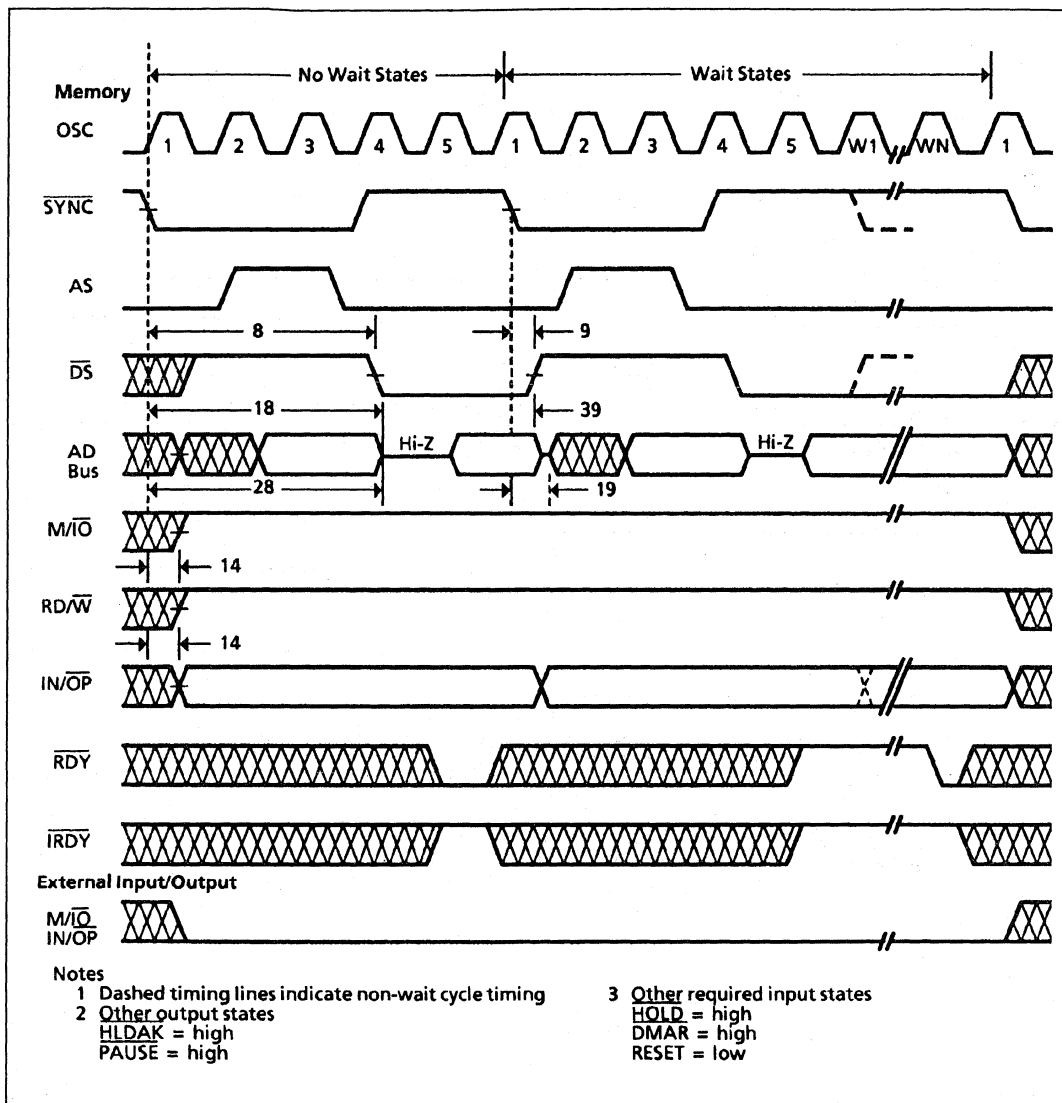 No Wait States Wait States
Memory
OSC 1 2 3 4 5 1 2 3 4 5 W1 WN 1
SYNC
AS
8 9
DS
18 39
AD Bus Hi-Z Hi-Z
28 19
M/IO
14
RD/W
14
IN/OP
RDY
IRDY
External Input/Output
M/IO
IN/OP
Notes
1 Dashed timing lines indicate non-wait cycle timing
2 Other output states
HLDAK = high
PAUSE = high
3 Other required input states
HOLD = high
DMAR = high
RESET = low